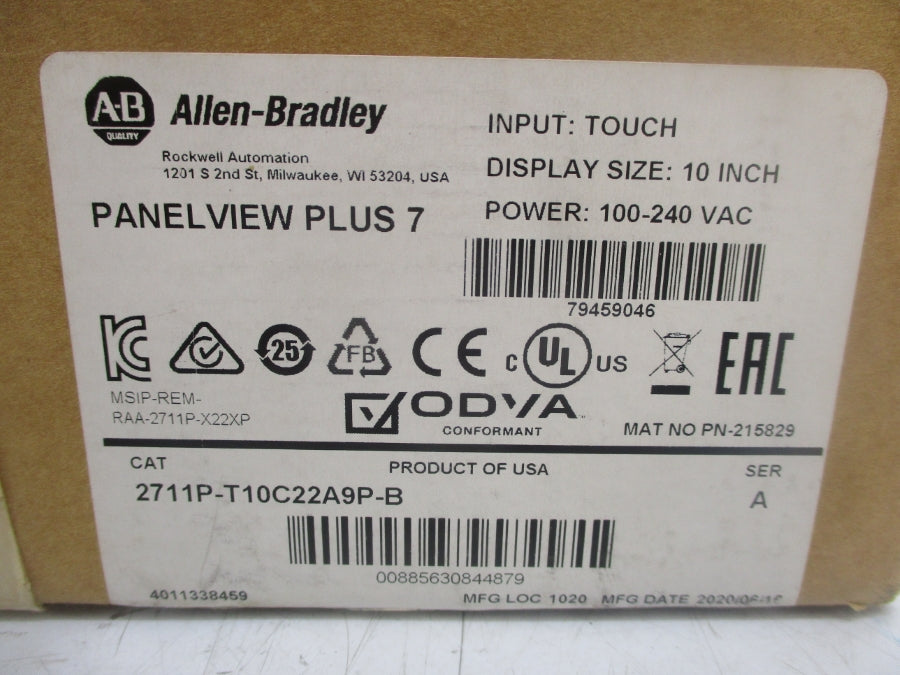 A-B
QUALITY
Allen-Bradley
Rockwell Automation
1201 S 2nd St, Milwaukee, WI 53204, USA
PANELVIEW PLUS 7
INPUT: TOUCH
DISPLAY SIZE: 10 INCH
POWER: 100-240 VAC
79459046
MSIP-REM-
RAA-2711P-X22XP
25
FB
CE
C UL US
EAC
ODVA
CONFORMANT
MAT NO PN-215829
CAT
PRODUCT OF USA
SER
2711P-T10C22A9P-B
A
00885630844879
4011338459
MFG LOC 1020 MFG DATE